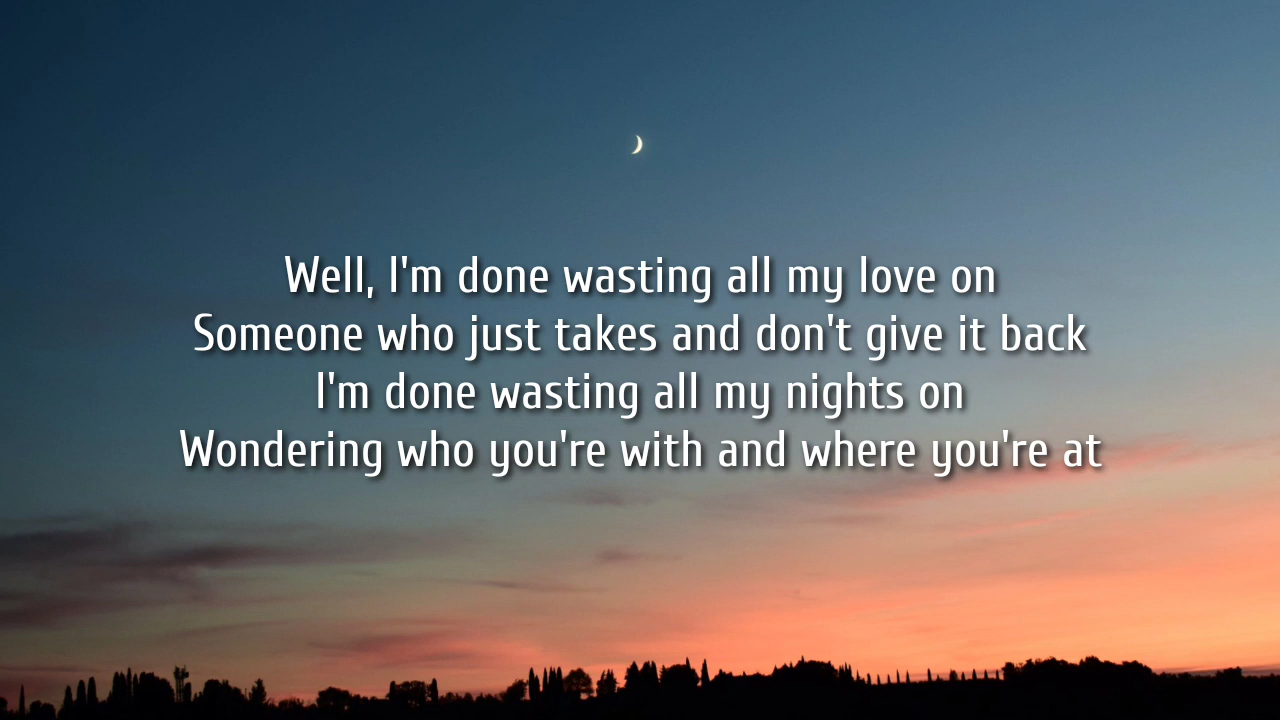 Well, I'm done wasting all my love on
Someone who just takes and don't give it back
I'm done wasting all my nights on
Wondering who you're with and where you're at